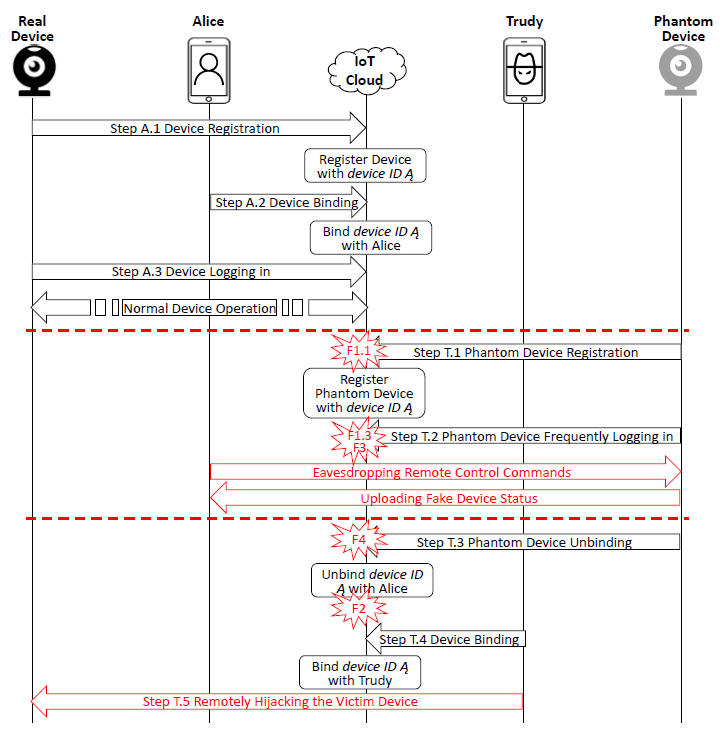 Real
Device
Alice
IoT
Cloud
Trudy
Phantom
Device
Step A.1 Device Registration
Register Device
with device ID Ą
Step A.2 Device Binding
Bind device ID Ą
with Alice
Step A.3 Device Logging in
Normal Device Operation
F1.1
Step T.1 Phantom Device Registration
Register
Phantom Device
with device ID Ą
F1.3
F3
Step T.2 Phantom Device Frequently Logging in
Eavesdropping Remote Control Commands
Uploading Fake Device Status
F4
Step T.3 Phantom Device Unbinding
Unbind device ID
Ą with Alice
F2
Step T.4 Device Binding
Bind device ID Ą
with Trudy
Step T.5 Remotely Hijacking the Victim Device